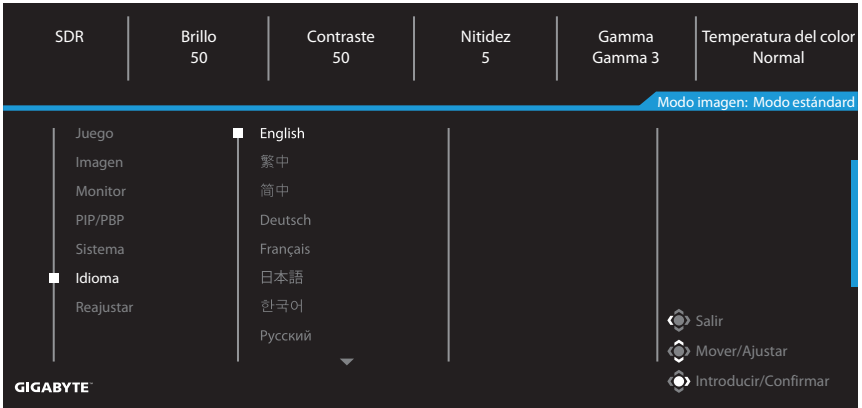 SDR
Brillo
50
Contraste
50
Nitidez
5
Gamma
Gamma 3
Temperatura del color
Normal
Modo imagen: Modo estándard
Juego
Imagen
Monitor
PIP/PBP
Sistema
Idioma
Reajustar
English
繁中
简中
Deutsch
Français
日本語
한국어
Русский
Salir
Mover/Ajustar
Introducir/Confirmar
GIGABYTE™